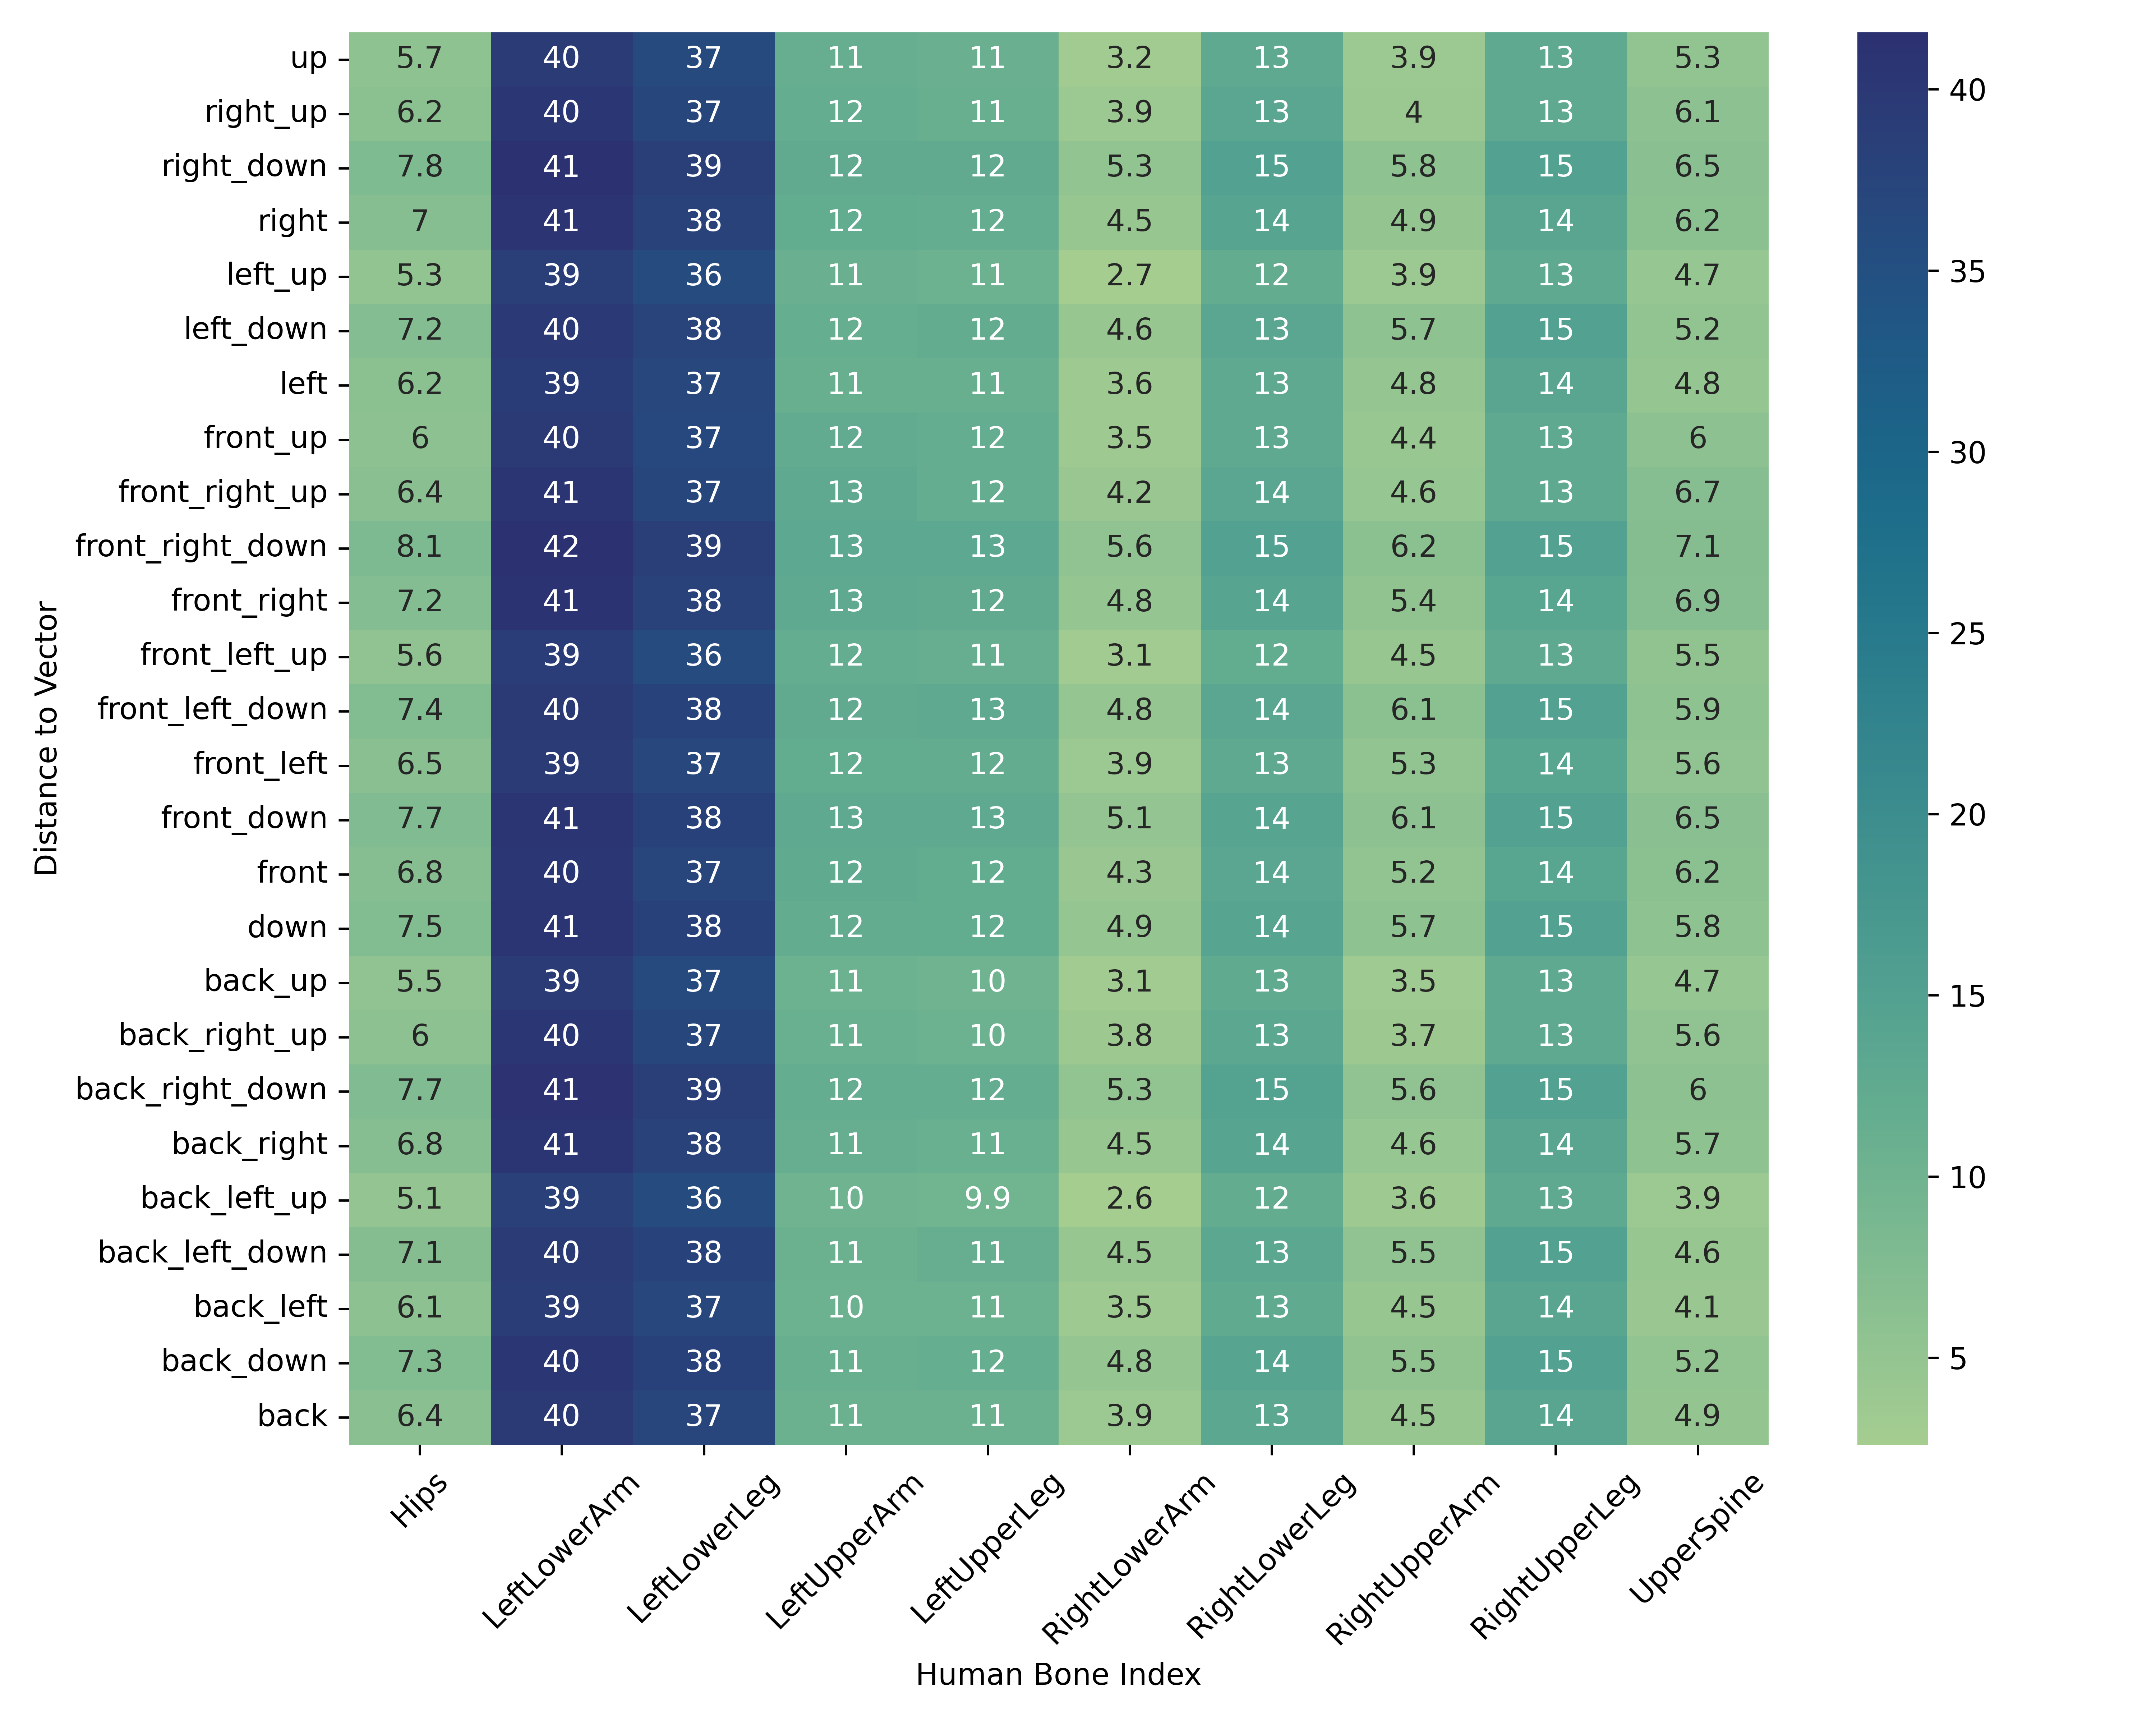 up 5.7 40 37 11 11 3.2 13 3.9 13 5.3
right_up 6.2 40 37 12 11 3.9 13 4 13 6.1
right_down 7.8 41 39 12 12 5.3 15 5.8 15 6.5
right 7 41 38 12 12 4.5 14 4.9 14 6.2
left_up 5.3 39 36 11 11 2.7 12 3.9 13 4.7
left_down 7.2 40 38 12 12 4.6 13 5.7 15 5.2
left 6.2 39 37 11 11 3.6 13 4.8 14 4.8
front_up 6 40 37 12 12 3.5 13 4.4 13 6
front_right_up 6.4 41 37 13 12 4.2 14 4.6 13 6.7
front_right_down 8.1 42 39 13 13 5.6 15 6.2 15 7.1
front_right 7.2 41 38 13 12 4.8 14 5.4 14 6.9
front_left_up 5.6 39 36 12 11 3.1 12 4.5 13 5.5
front_left_down 7.4 40 38 12 13 4.8 14 6.1 15 5.9
front_left 6.5 39 37 12 12 3.9 13 5.3 14 5.6
front_down 7.7 41 38 13 13 5.1 14 6.1 15 6.5
front 6.8 40 37 12 12 4.3 14 5.2 14 6.2
down 7.5 41 38 12 12 4.9 14 5.7 15 5.8
back_up 5.5 39 37 11 10 3.1 13 3.5 13 4.7
back_right_up 6 40 37 11 10 3.8 13 3.7 13 5.6
back_right_down 7.7 41 39 12 12 5.3 15 5.6 15 6
back_right 6.8 41 38 11 11 4.5 14 4.6 14 5.7
back_left_up 5.1 39 36 10 9.9 2.6 12 3.6 13 3.9
back_left_down 7.1 40 38 11 11 4.5 13 5.5 15 4.6
back_left 6.1 39 37 10 11 3.5 13 4.5 14 4.1
back_down 7.3 40 38 11 12 4.8 14 5.5 15 5.2
back 6.4 40 37 11 11 3.9 13 4.5 14 4.9
Hips LeftLowerArm LeftLowerLeg LeftUpperArm LeftUpperLeg RightLowerArm RightLowerLeg RightUpperArm RightUpperLeg UpperSpine
Human Bone Index
Distance to Vector
40
35
30
25
20
15
10
5